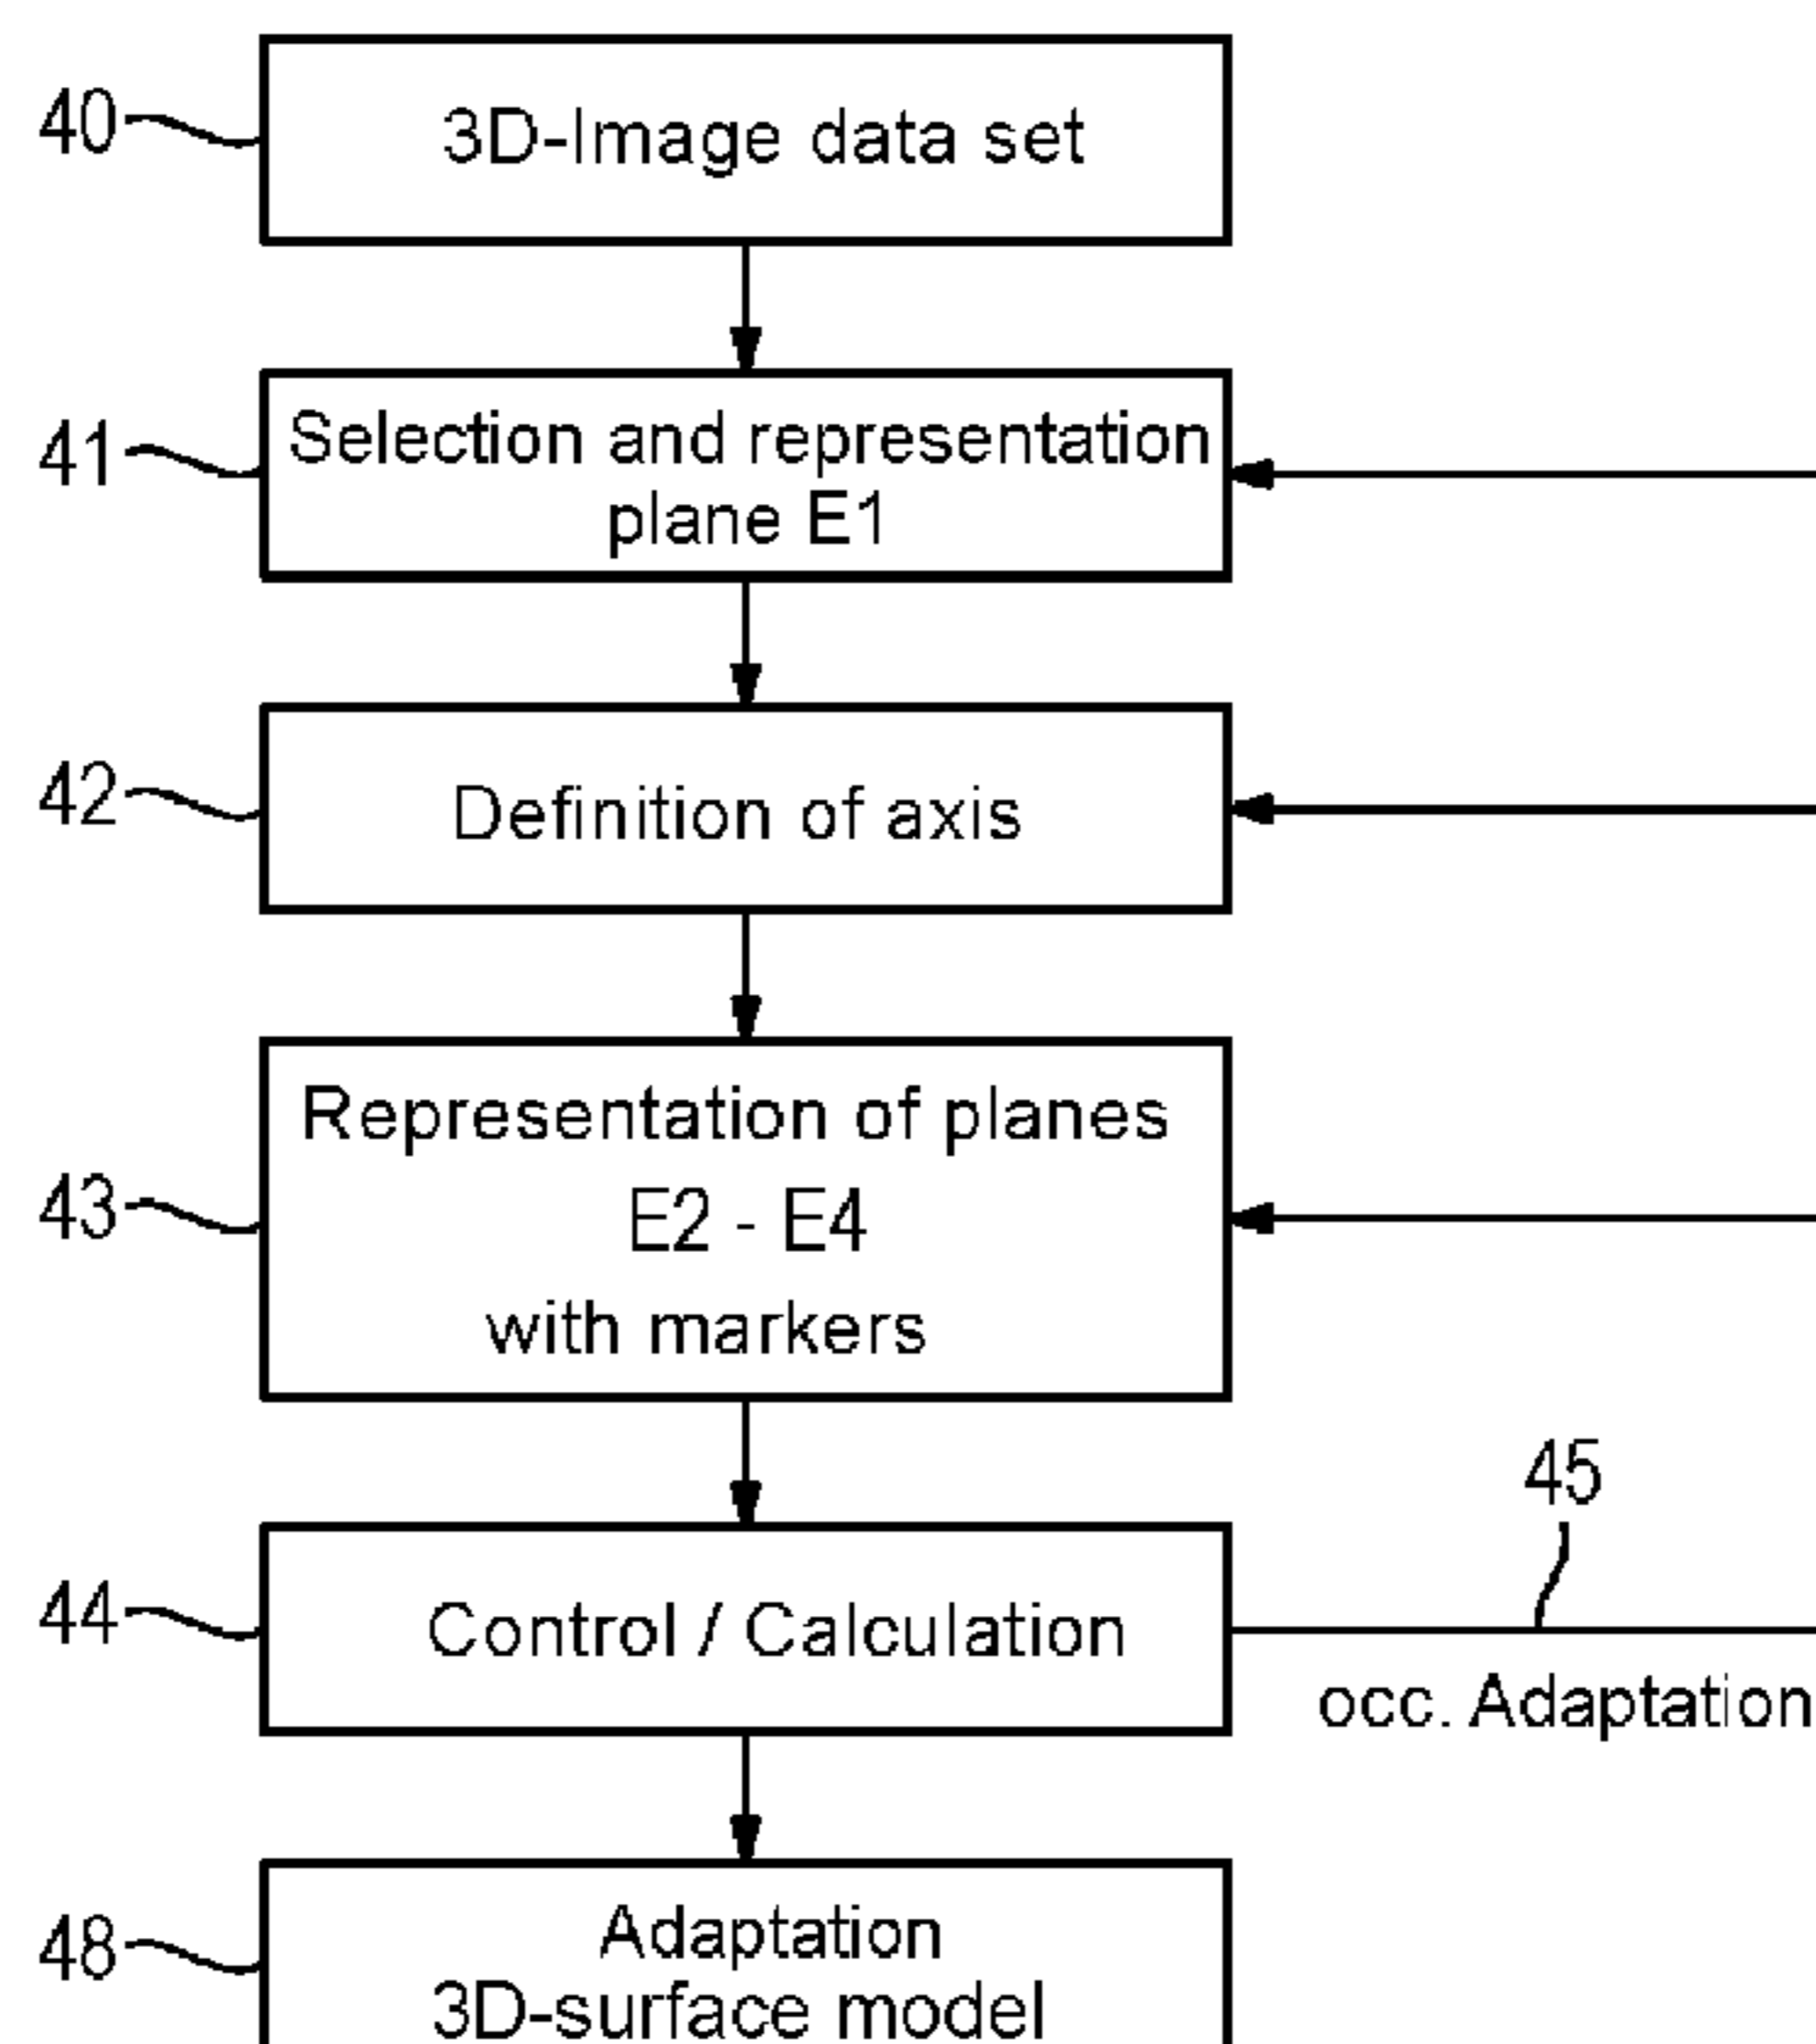 40
3D-Image data set
41
Selection and representation
plane E1
42
Definition of axis
Representation of planes
43
E2 - E4
with markers
45
44
Control / Calculation
occ. Adaptation
Adaptation
48
3D-surface model